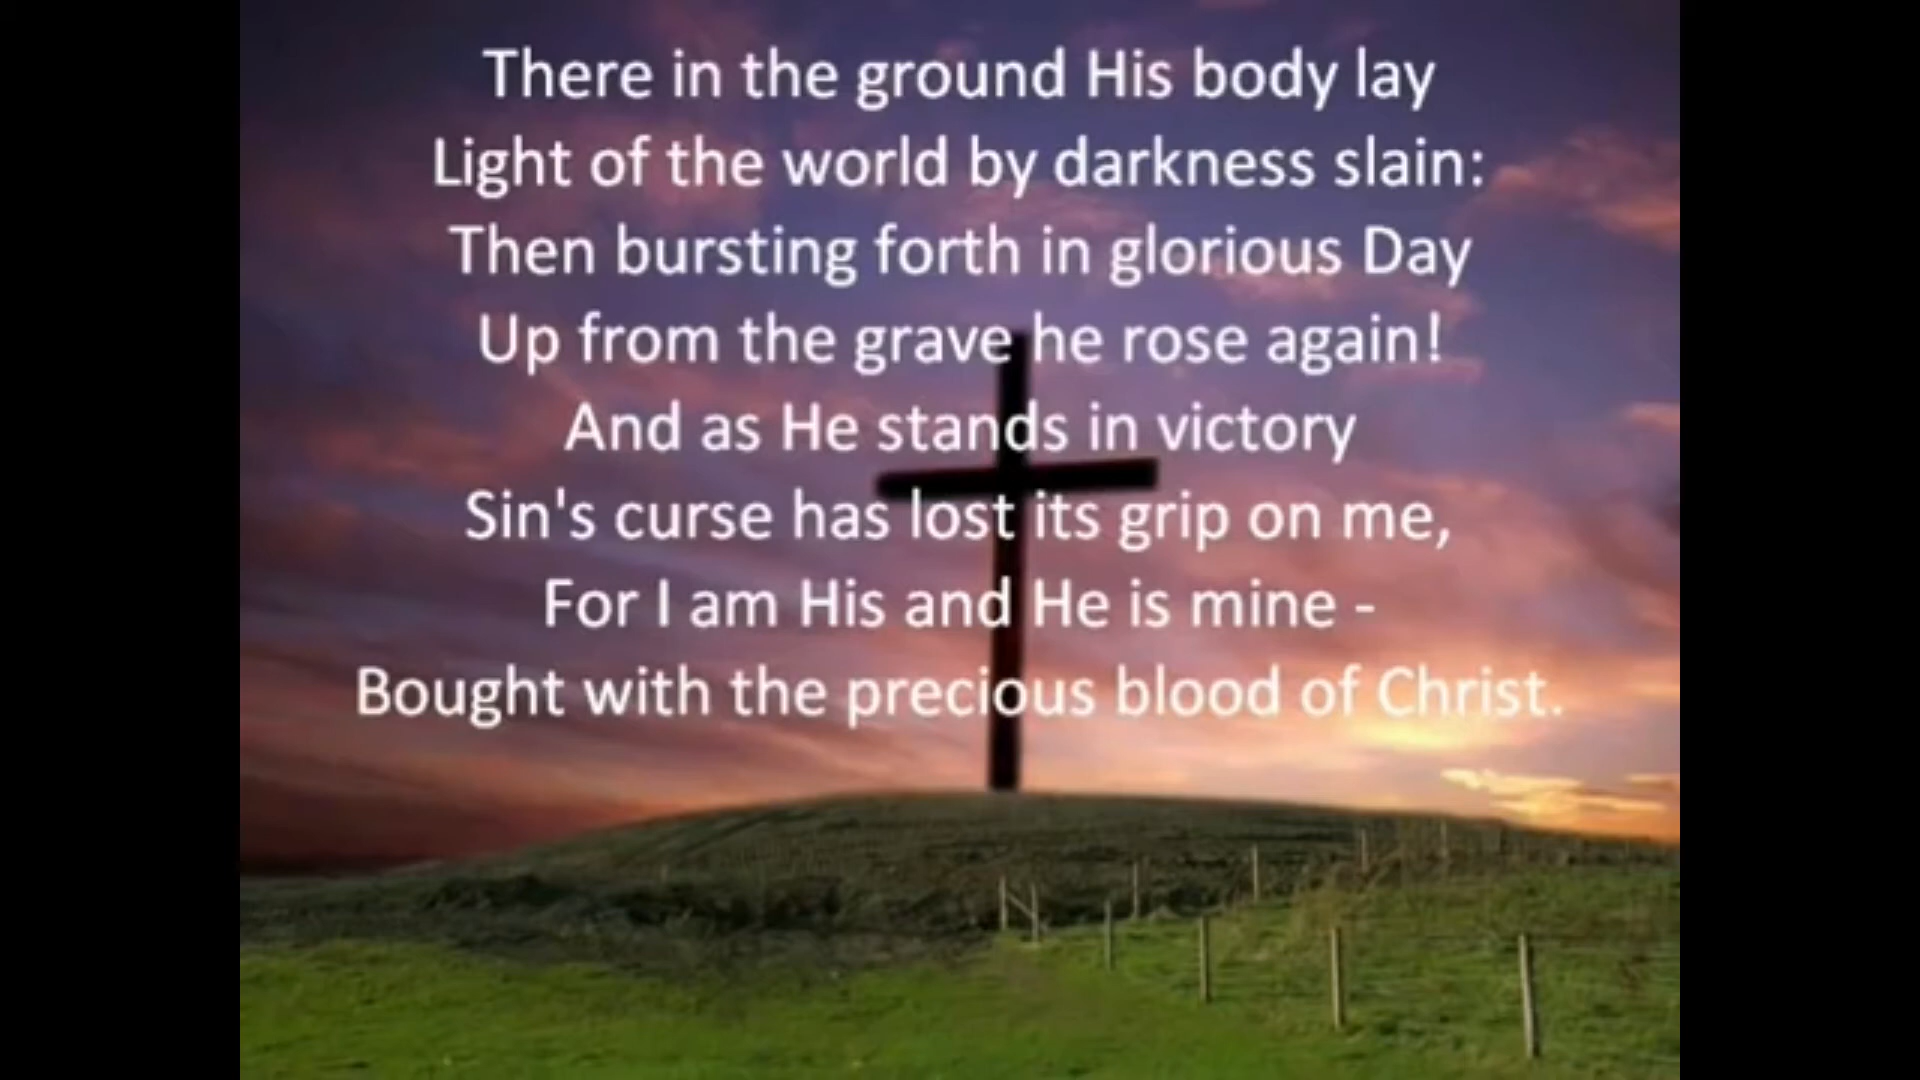 There in the ground His body lay
Light of the world by darkness slain:
Then bursting forth in glorious Day
Up from the grave he rose again!
And as He stands in victory
Sin's curse has lost its grip on me,
For I am His and He is mine -
Bought with the precious blood of Christ.